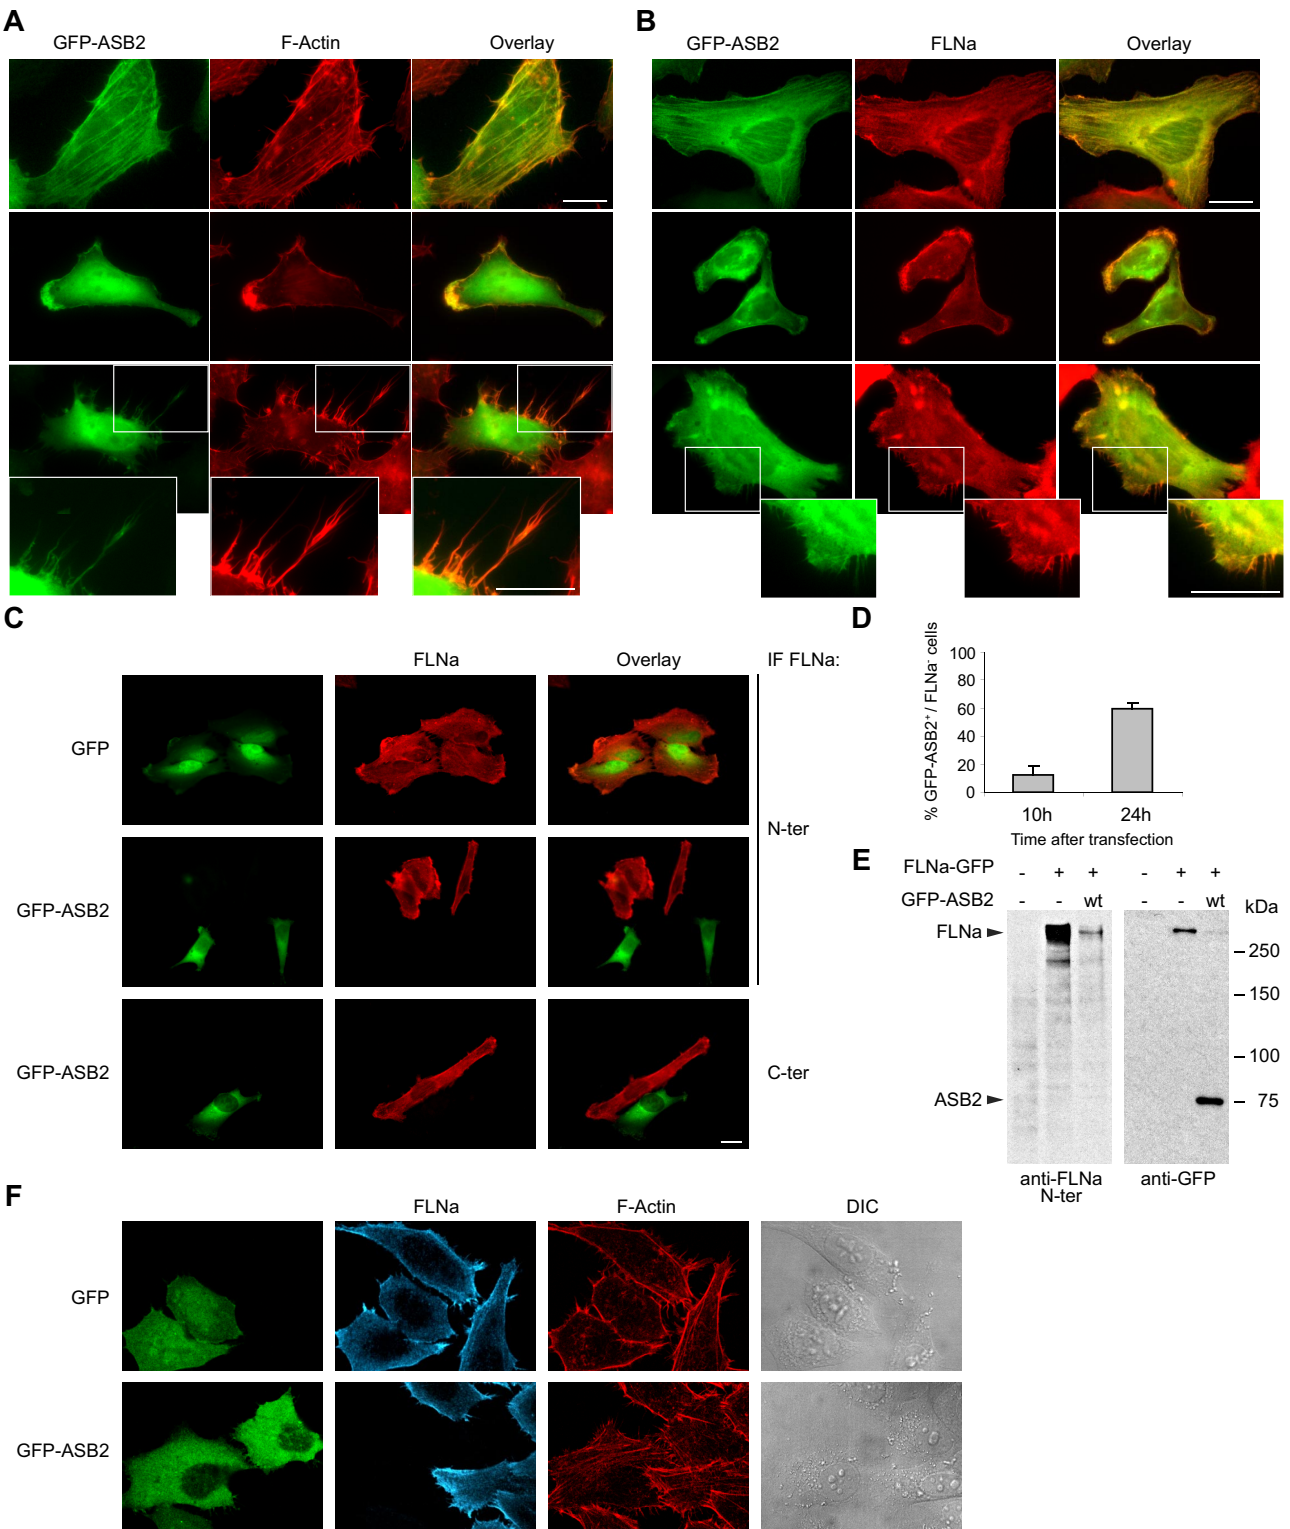 A
GFP-ASB2 F-Actin Overlay
B
GFP-ASB2 FLNa Overlay
C
FLNa Overlay IF FLNa:
GFP
N-ter
GFP-ASB2
GFP-ASB2
C-ter
D
% GFP-ASB2+ / FLNa- cells
100
80
60
40
20
0
10h 24h
Time after transfection
E
FLNa-GFP - + + - + +
GFP-ASB2 - - wt - - wt
kDa
FLNa
250
150
100
ASB2
75
anti-FLNa
N-ter
anti-GFP
F
FLNa F-Actin DIC
GFP
GFP-ASB2